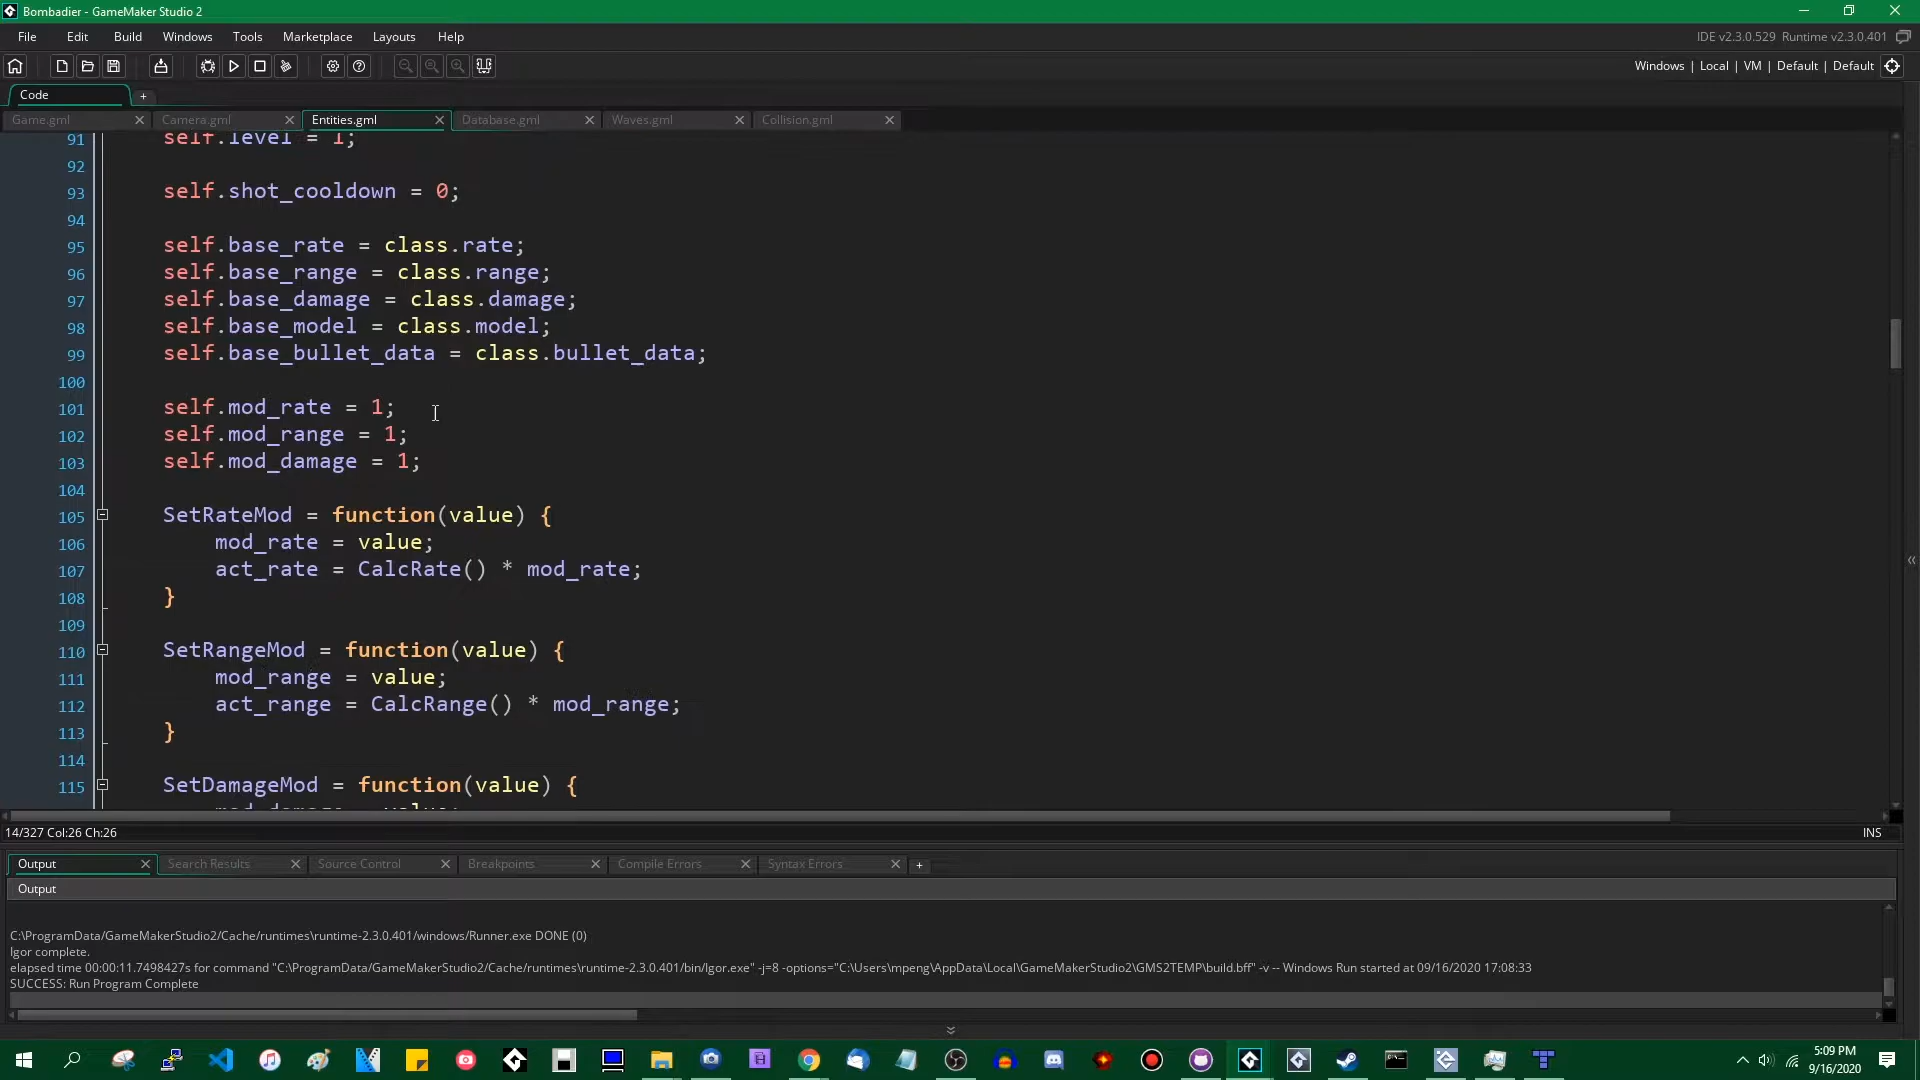 Bombadier - GameMaker Studio 2
File Edit Build Windows Tools Marketplace Layouts Help
IDE v2.3.0.529 Runtime v2.3.0.401
Windows | Local | VM | Default | Default
Code
Game.gml Camera.gml Entities.gml Database.gml Waves.gml Collision.gml
91 self.level = 1;
92
93 self.shot_cooldown = 0;
94
95 self.base_rate = class.rate;
96 self.base_range = class.range;
97 self.base_damage = class.damage;
98 self.base_model = class.model;
99 self.base_bullet_data = class.bullet_data;
100
101 self.mod_rate = 1;
102 self.mod_range = 1;
103 self.mod_damage = 1;
104
105 SetRateMod = function(value) {
106 mod_rate = value;
107 act_rate = CalcRate() * mod_rate;
108 }
109
110 SetRangeMod = function(value) {
111 mod_range = value;
112 act_range = CalcRange() * mod_range;
113 }
114
115 SetDamageMod = function(value) {
mod_damage = value;
14/327 Col:26 Ch:26
INS
Output Search Results Source Control Breakpoints Compile Errors Syntax Errors
Output
C:\ProgramData/GameMakerStudio2/Cache/runtimes\runtime-2.3.0.401/windows/Runner.exe DONE (0)
Igor complete.
elapsed time 00:00:11.7498427s for command "C:\ProgramData/GameMakerStudio2/Cache/runtimes\runtime-2.3.0.401/bin/Igor.exe" -j=8 -options="C:\Users\mpeng\AppData\Local\GameMakerStudio2\GMS2TEMP\build.bff" -v -- Windows Run started at 09/16/2020 17:08:33
SUCCESS: Run Program Complete
5:09 PM
9/16/2020